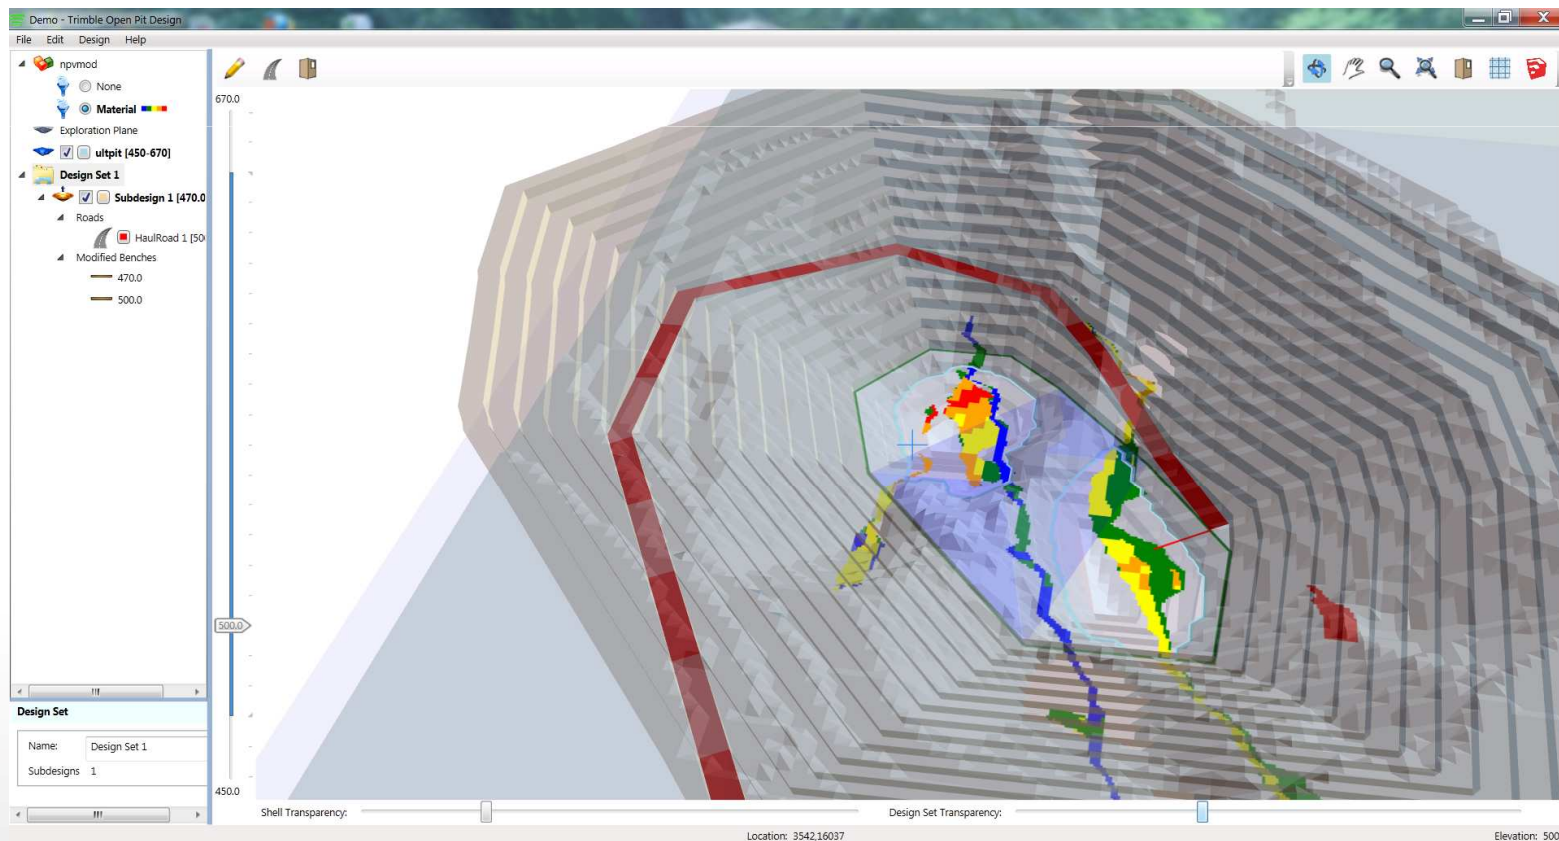 Demo - Trimble Open Pit Design
File Edit Design Help
npvmod
None
Material
Exploration Plane
ultpit [450-670]
Design Set 1
Subdesign 1 [470.0
Roads
HaulRoad 1 [50
Modified Benches
470.0
500.0
Design Set
Name: Design Set 1
Subdesigns 1
670.0
500.0
450.0
Shell Transparency: Design Set Transparency:
Location: 3542,16037 Elevation: 500